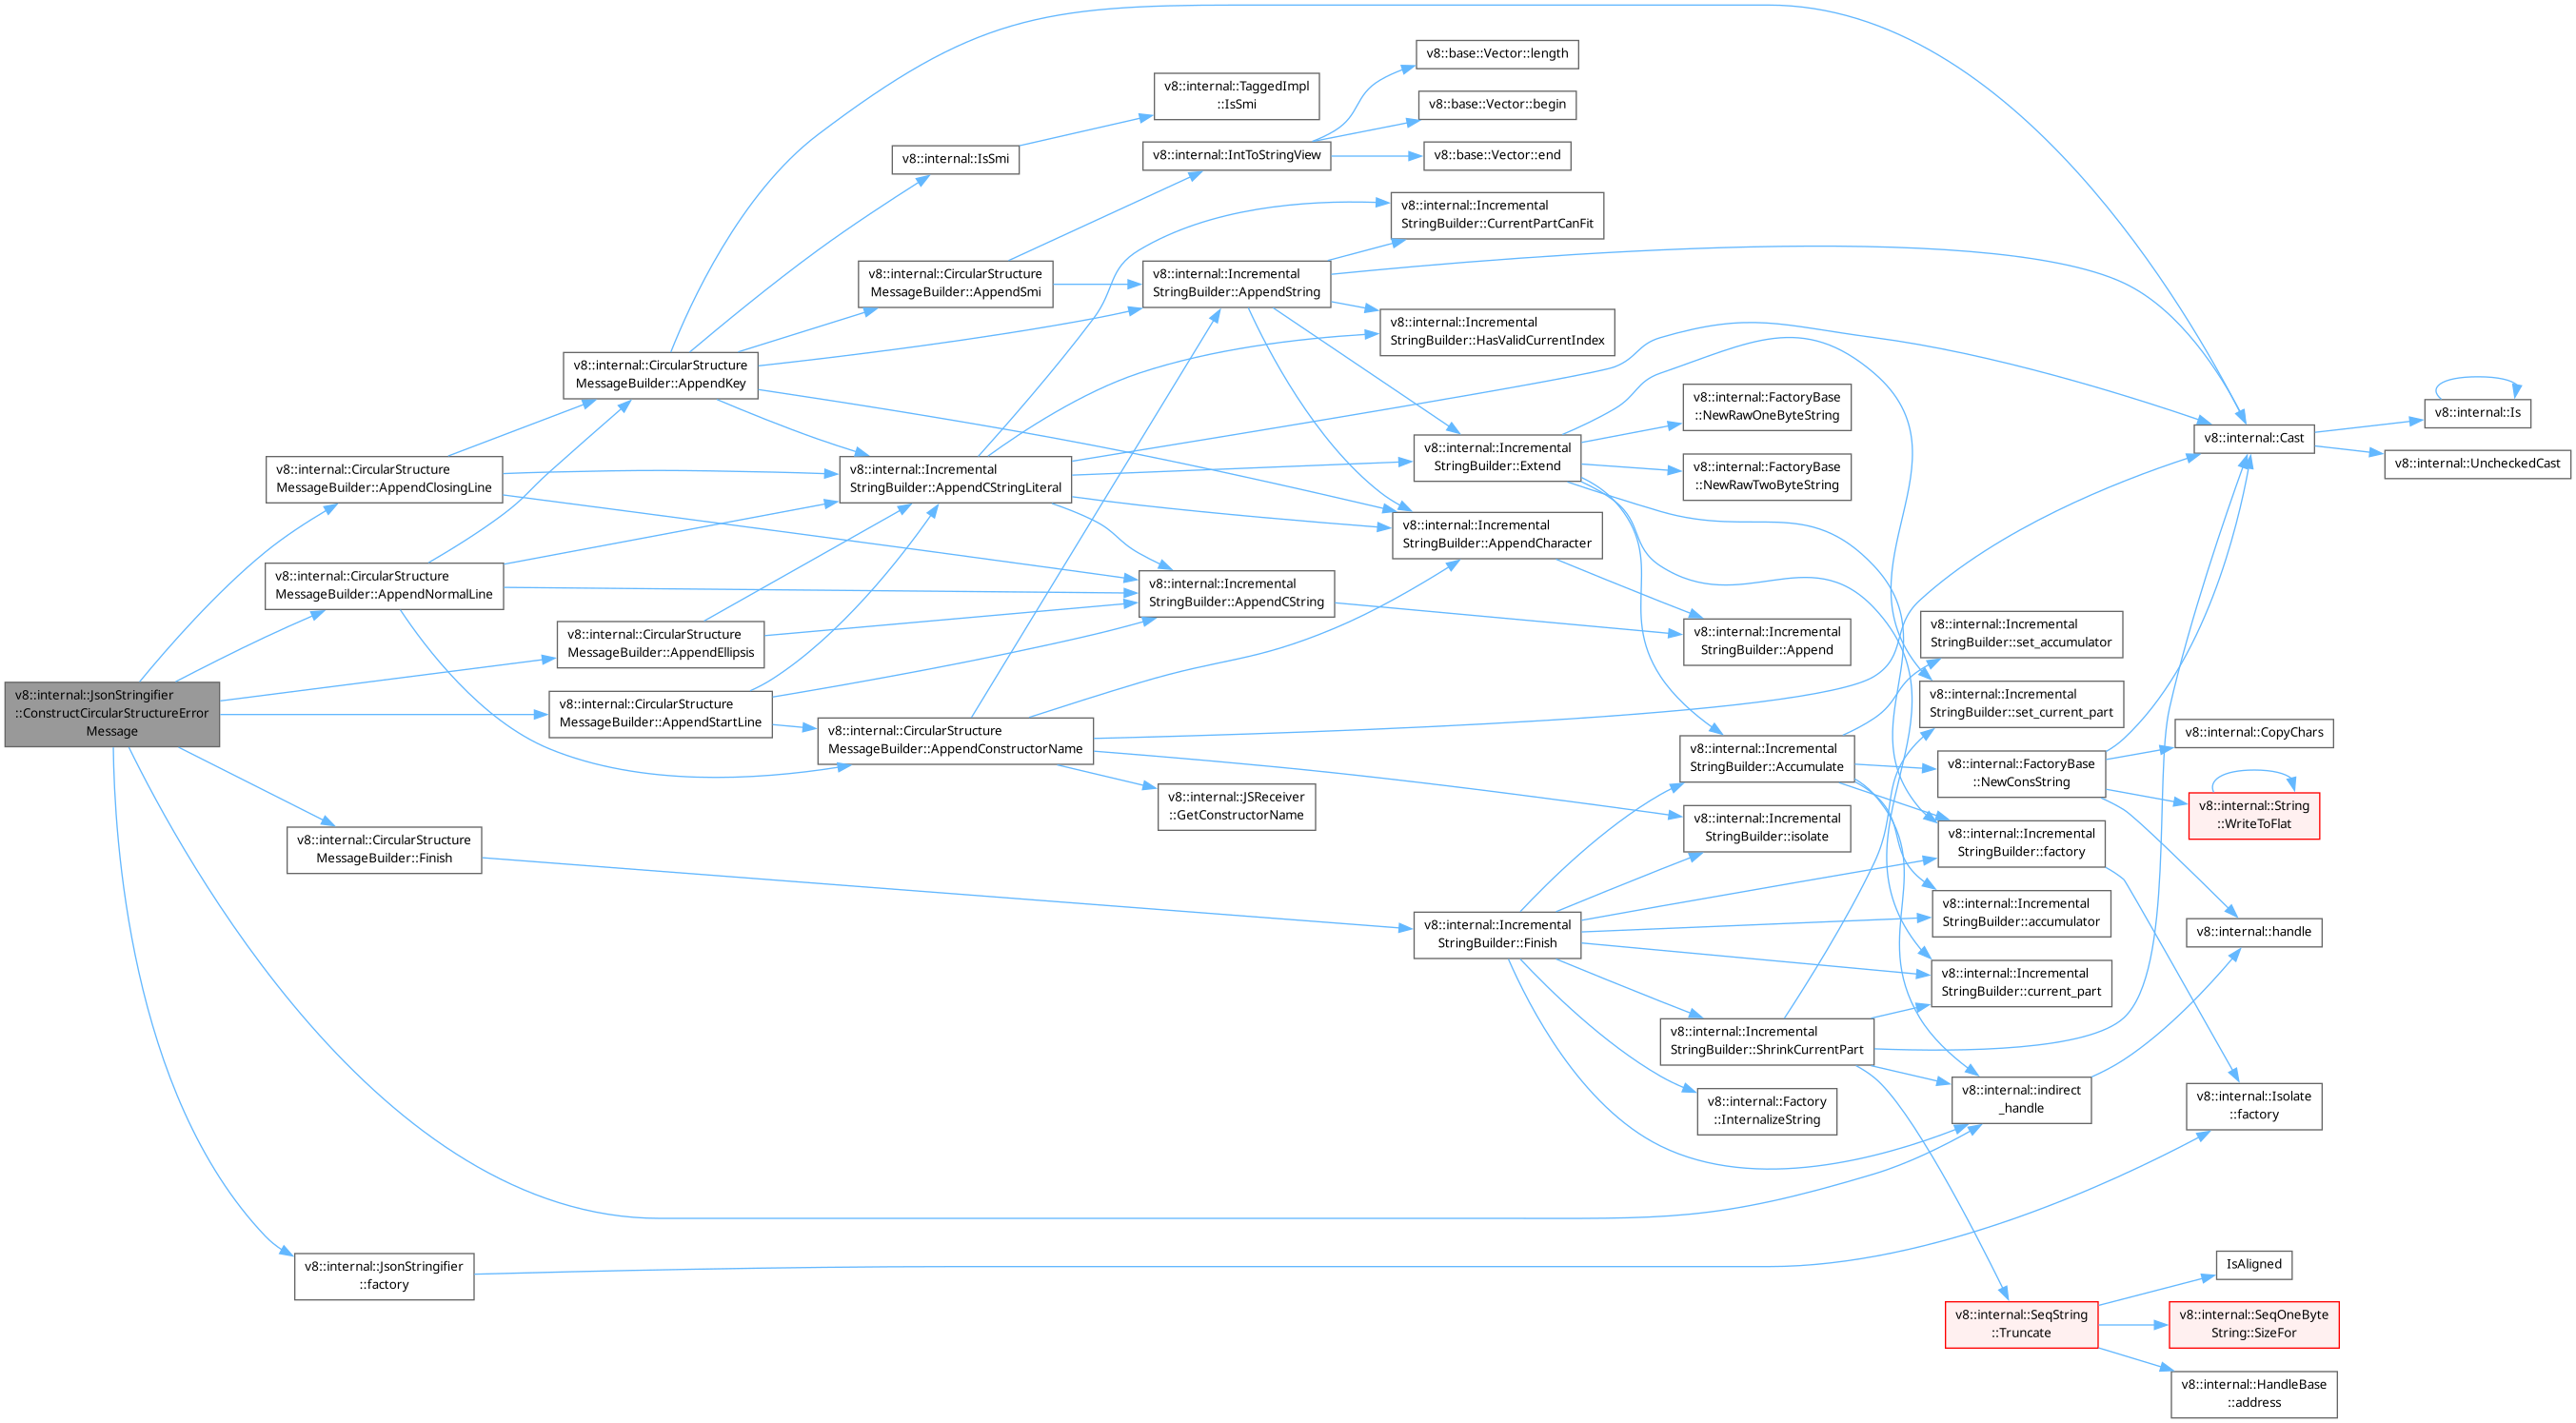 v8::internal::JsonStringifier
::ConstructCircularStructureError
Message
v8::internal::CircularStructure
MessageBuilder::AppendClosingLine
v8::internal::CircularStructure
MessageBuilder::AppendNormalLine
v8::internal::CircularStructure
MessageBuilder::Finish
v8::internal::JsonStringifier
::factory
v8::internal::CircularStructure
MessageBuilder::AppendKey
v8::internal::CircularStructure
MessageBuilder::AppendEllipsis
v8::internal::CircularStructure
MessageBuilder::AppendStartLine
v8::internal::IsSmi
v8::internal::CircularStructure
MessageBuilder::AppendSmi
v8::internal::Incremental
StringBuilder::AppendCStringLiteral
v8::internal::CircularStructure
MessageBuilder::AppendConstructorName
v8::internal::TaggedImpl
::IsSmi
v8::internal::IntToStringView
v8::internal::Incremental
StringBuilder::AppendString
v8::internal::Incremental
StringBuilder::AppendCString
v8::internal::JSReceiver
::GetConstructorName
v8::base::Vector::length
v8::base::Vector::begin
v8::base::Vector::end
v8::internal::Incremental
StringBuilder::CurrentPartCanFit
v8::internal::Incremental
StringBuilder::HasValidCurrentIndex
v8::internal::Incremental
StringBuilder::Extend
v8::internal::Incremental
StringBuilder::AppendCharacter
v8::internal::Incremental
StringBuilder::Finish
v8::internal::FactoryBase
::NewRawOneByteString
v8::internal::FactoryBase
::NewRawTwoByteString
v8::internal::Incremental
StringBuilder::Append
v8::internal::Incremental
StringBuilder::Accumulate
v8::internal::Incremental
StringBuilder::isolate
v8::internal::Incremental
StringBuilder::ShrinkCurrentPart
v8::internal::Factory
::InternalizeString
v8::internal::Incremental
StringBuilder::set_accumulator
v8::internal::Incremental
StringBuilder::set_current_part
v8::internal::FactoryBase
::NewConsString
v8::internal::Incremental
StringBuilder::factory
v8::internal::Incremental
StringBuilder::accumulator
v8::internal::Incremental
StringBuilder::current_part
v8::internal::indirect
_handle
v8::internal::SeqString
::Truncate
v8::internal::Cast
v8::internal::CopyChars
v8::internal::String
::WriteToFlat
v8::internal::handle
v8::internal::Isolate
::factory
IsAligned
v8::internal::SeqOneByte
String::SizeFor
v8::internal::HandleBase
::address
v8::internal::Is
v8::internal::UncheckedCast